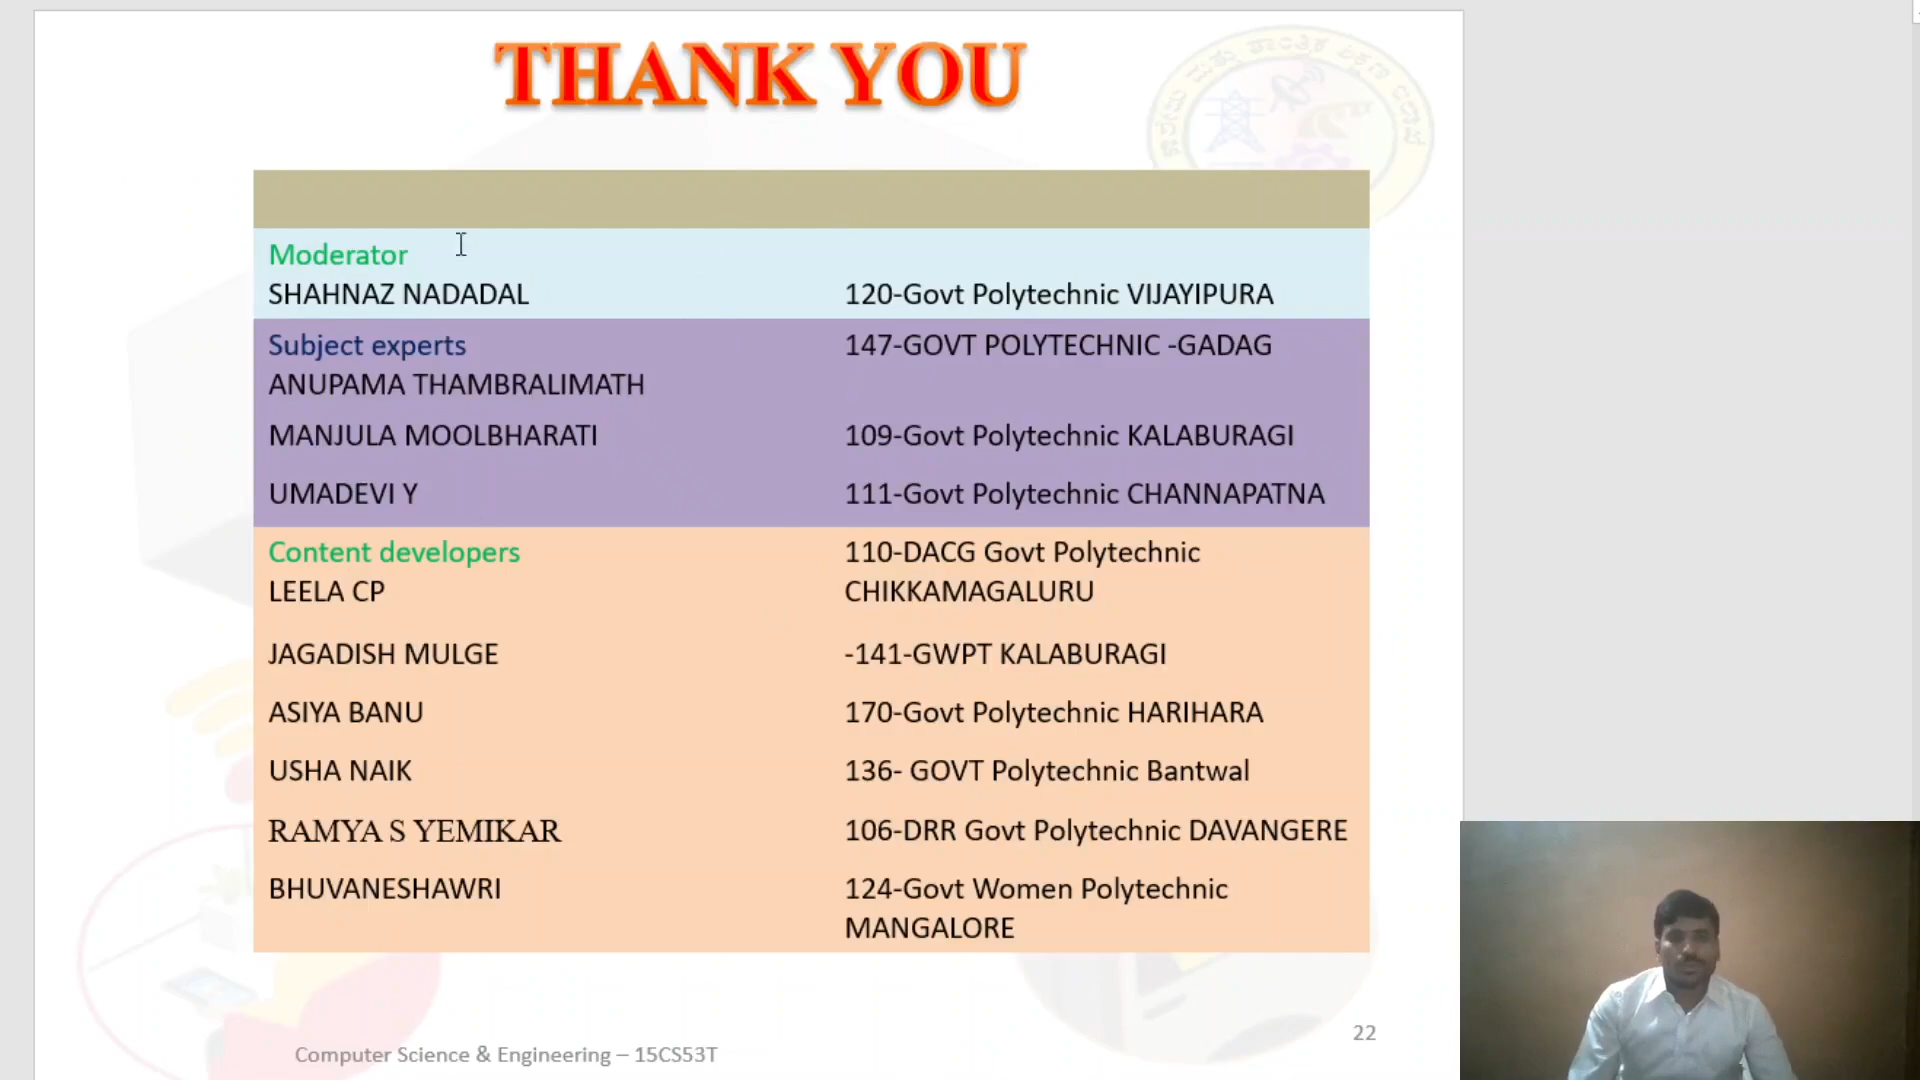 THANK YOU
Moderator
SHAHNAZ NADADAL 120-Govt Polytechnic VIJAYIPURA
Subject experts 147-GOVT POLYTECHNIC -GADAG
ANUPAMA THAMBRALIMATH
MANJULA MOOLBHARATI 109-Govt Polytechnic KALABURAGI
UMADEVI Y 111-Govt Polytechnic CHANNAPATNA
Content developers 110-DACG Govt Polytechnic
LEELA CP CHIKKAMAGALURU
JAGADISH MULGE -141-GWPT KALABURAGI
ASIYA BANU 170-Govt Polytechnic HARIHARA
USHA NAIK 136- GOVT Polytechnic Bantwal
RAMYA S YEMIKAR 106-DRR Govt Polytechnic DAVANGERE
BHUVANESHAWRI 124-Govt Women Polytechnic
MANGALORE
22
Computer Science & Engineering – 15CS53T